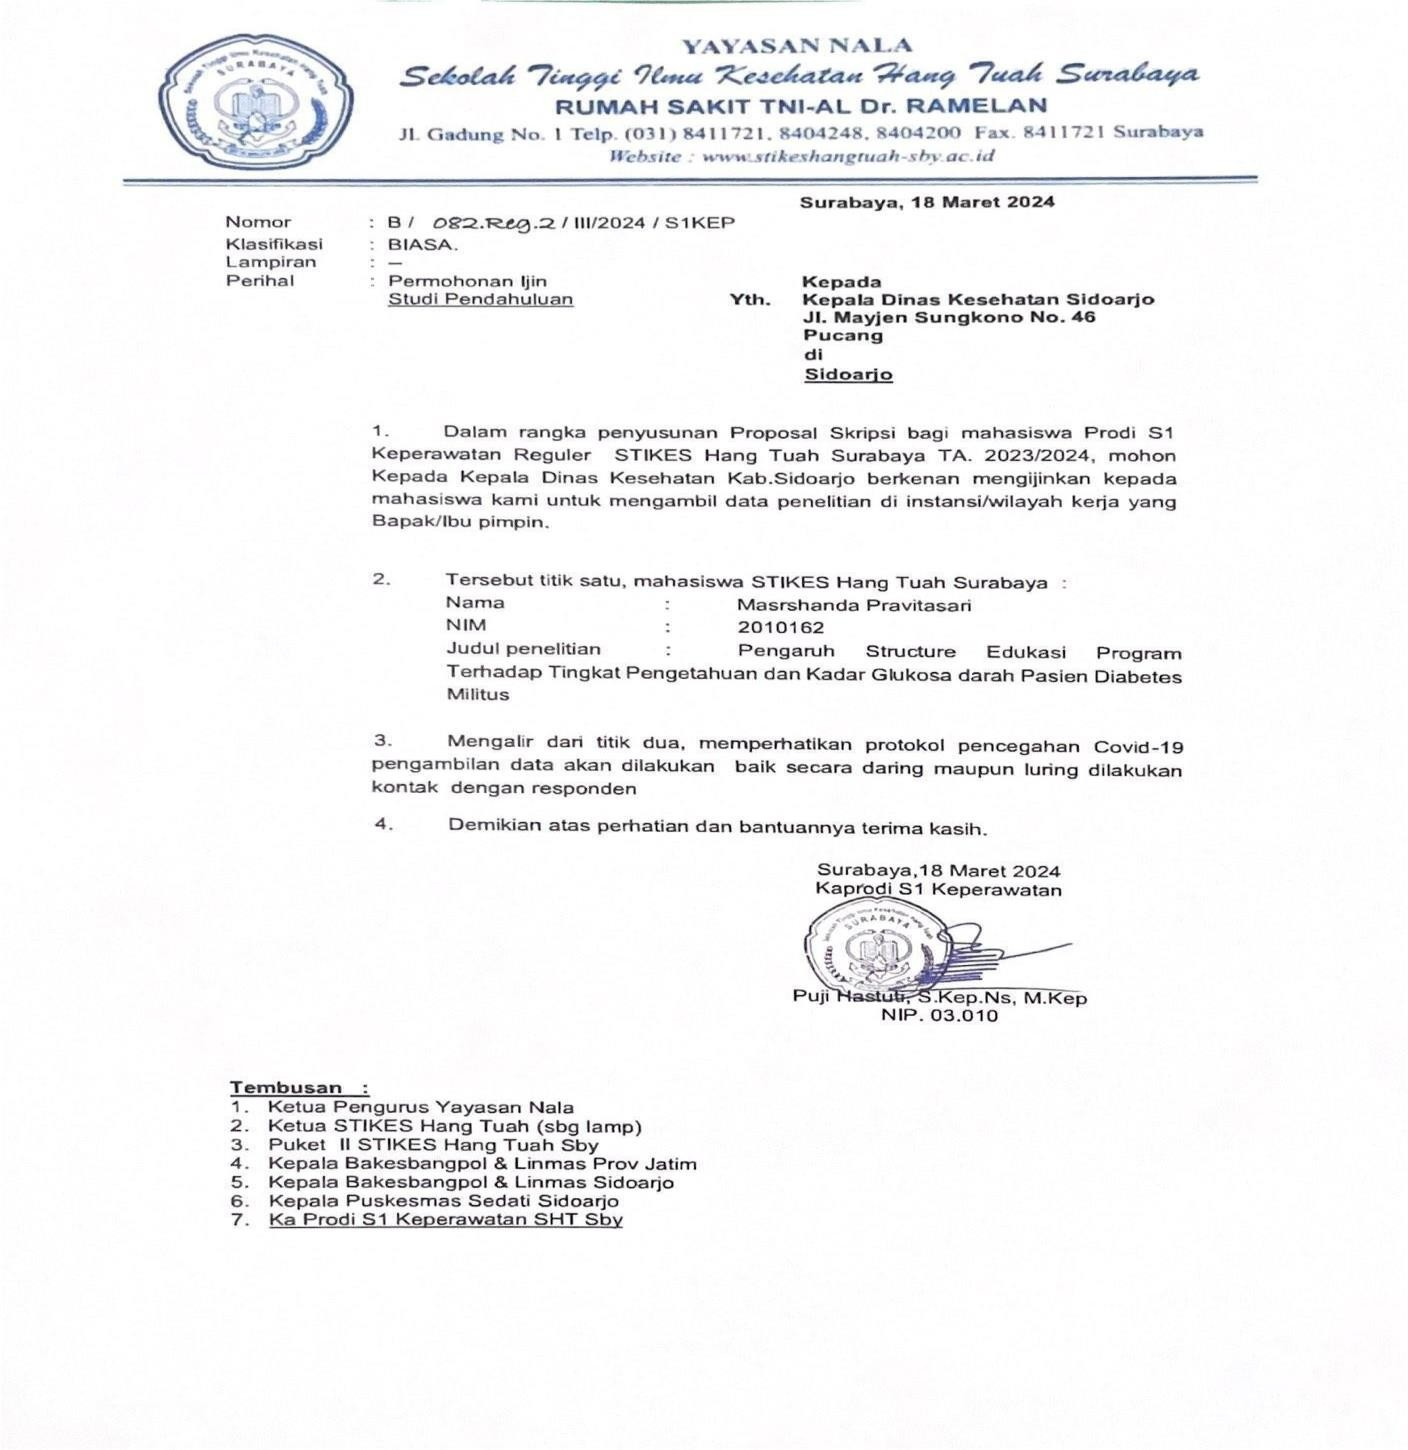 YAYASAN NALA
Sekolah Tinggi Ilmu Kesehatan Hang Tuah Surabaya
RUMAH SAKIT TNI-AL Dr. RAMELAN
Jl. Gadung No. 1 Telp. (031) 8411721, 8404248, 8404200 Fax. 8411721 Surabaya
Website : www.stikeshangtuah-sby.ac.id
SURABAYA
Surabaya, 18 Maret 2024
Nomor : B / 082.Reg.2 / III/2024 / S1KEP
Klasifikasi : BIASA.
Lampiran : –
Perihal : Permohonan Ijin
Studi Pendahuluan
Kepada
Yth. Kepala Dinas Kesehatan Sidoarjo
Jl. Mayjen Sungkono No. 46
Pucang
di
Sidoarjo
1. Dalam rangka penyusunan Proposal Skripsi bagi mahasiswa Prodi S1
Keperawatan Reguler STIKES Hang Tuah Surabaya TA. 2023/2024, mohon
Kepada Kepala Dinas Kesehatan Kab.Sidoarjo berkenan mengijinkan kepada
mahasiswa kami untuk mengambil data penelitian di instansi/wilayah kerja yang
Bapak/Ibu pimpin.
2. Tersebut titik satu, mahasiswa STIKES Hang Tuah Surabaya :
Nama : Masrshanda Pravitasari
NIM : 2010162
Judul penelitian : Pengaruh Structure Edukasi Program
Terhadap Tingkat Pengetahuan dan Kadar Glukosa darah Pasien Diabetes
Militus
3. Mengalir dari titik dua, memperhatikan protokol pencegahan Covid-19
pengambilan data akan dilakukan baik secara daring maupun luring dilakukan
kontak dengan responden
4. Demikian atas perhatian dan bantuannya terima kasih.
Surabaya,18 Maret 2024
Kaprodi S1 Keperawatan
Sekolah Tinggi Ilmu Kesehatan Hang Tuah
SURABAYA
Puji Hastuti, S.Kep.Ns, M.Kep
NIP. 03.010
Tembusan :
1. Ketua Pengurus Yayasan Nala
2. Ketua STIKES Hang Tuah (sbg lamp)
3. Puket II STIKES Hang Tuah Sby
4. Kepala Bakesbangpol & Linmas Prov Jatim
5. Kepala Bakesbangpol & Linmas Sidoarjo
6. Kepala Puskesmas Sedati Sidoarjo
7. Ka Prodi S1 Keperawatan SHT Sby